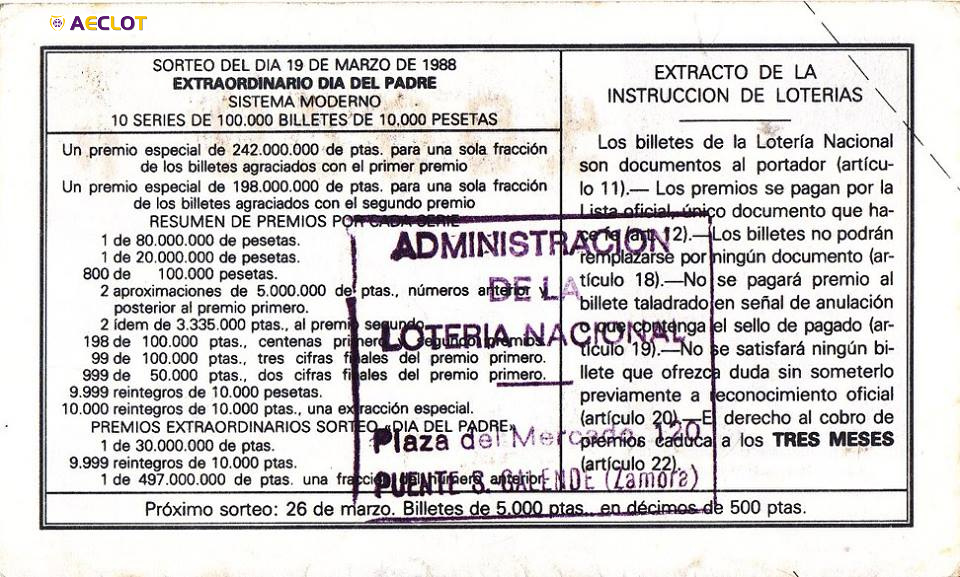 AECLOT
SORTEO DEL DIA 19 DE MARZO DE 1988
EXTRAORDINARIO DIA DEL PADRE
SISTEMA MODERNO
10 SERIES DE 100.000 BILLETES DE 10.000 PESETAS
Un premio especial de 242.000.000 de ptas. para una sola fracción
de los billetes agraciados con el primer premio
Un premio especial de 198.000.000 de ptas. para una sola fracción
de los billetes agraciados con el segundo premio
RESUMEN DE PREMIOS POR CADA SERIE
1 de 80.000.000 de pesetas.
1 de 20.000.000 de pesetas.
800 de 100.000 pesetas.
2 aproximaciones de 5.000.000 de ptas., números anterior y
posterior al premio primero.
2 ídem de 3.335.000 ptas., al premio segundo
198 de 100.000 ptas., centenas primero y segundo premios.
99 de 100.000 ptas., tres cifras finales del premio primero.
999 de 50.000 ptas., dos cifras finales del premio primero.
9.999 reintegros de 10.000 pesetas.
10.000 reintegros de 10.000 ptas., una extracción especial.
PREMIOS EXTRAORDINARIOS SORTEO «DIA DEL PADRE»
1 de 30.000.000 de ptas.
9.999 reintegros de 10.000 ptas.
1 de 497.000.000 de ptas. una fracción del número anterior.
EXTRACTO DE LA
INSTRUCCION DE LOTERIAS
Los billetes de la Lotería Nacional
son documentos al portador (artícu-
lo 11).— Los premios se pagan por la
Lista oficial, único documento que ha-
ce fe (art. 12).—Los billetes no podrán
remplazarse por ningún documento (ar-
tículo 18).—No se pagará premio al
billete taladrado en señal de anulación
o que contenga el sello de pagado (ar-
tículo 19).—No se satisfará ningún bi-
llete que ofrezca duda sin someterlo
previamente a reconocimiento oficial
(artículo 20).—El derecho al cobro de
premios caduca a los TRES MESES
(artículo 22).
ADMINISTRACION
DE LA
LOTERIA NACIONAL
Plaza del Mercado, 120
PUENTE S. GALENDE (Zamora)
Próximo sorteo: 26 de marzo. Billetes de 5.000 ptas. en décimos de 500 ptas.